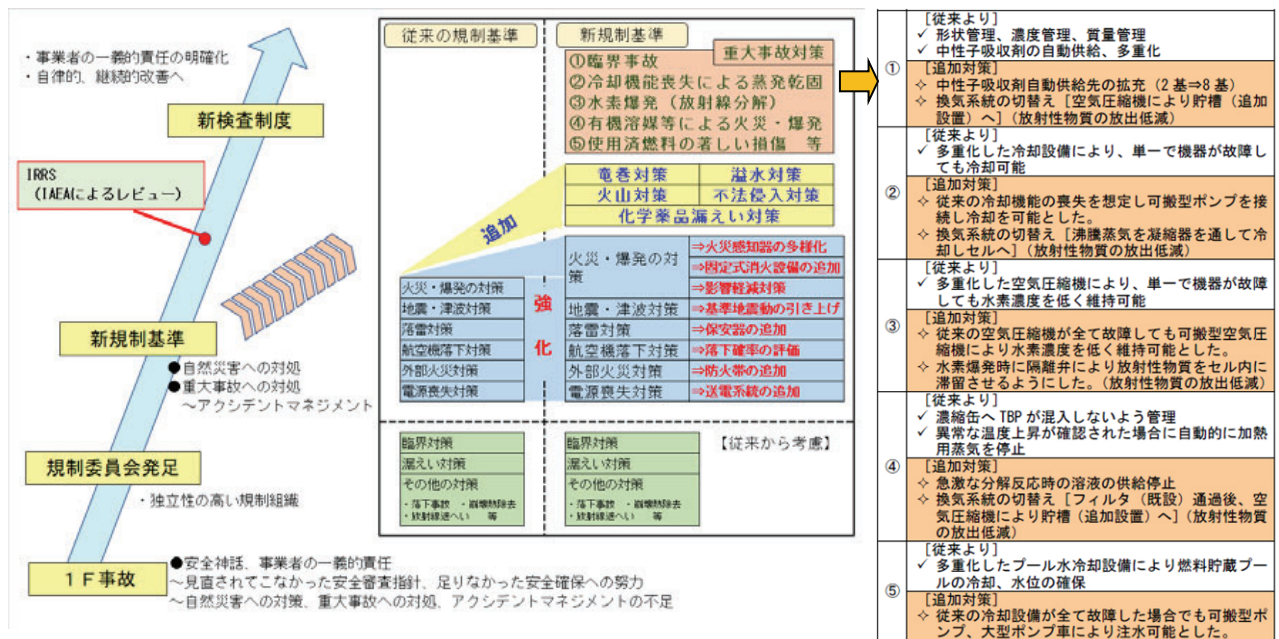 ・事業者の一義的責任の明確化
・自律的、継続的改善へ
新検査制度
IRRS
(IAEAによるレビュー)
新規制基準
●自然災害への対処
●重大事故への対処
～アクシデントマネジメント
規制委員会発足
・独立性の高い規制組織
1F事故
●安全神話、事業者の一義的責任
～見直されてこなかった安全審査指針、足りなかった安全確保への努力
～自然災害への対策、重大事故への対処、アクシデントマネジメントの不足
従来の規制基準
新規制基準
重大事故対策
①臨界事故
②冷却機能喪失による蒸発乾固
③水素爆発（放射線分解）
④有機溶媒等による火災・爆発
⑤使用済燃料の著しい損傷 等
追加
竜巻対策
溢水対策
火山対策
不法侵入対策
化学薬品漏えい対策
強化
火災・爆発の対策
地震・津波対策
落雷対策
航空機落下対策
外部火災対策
電源喪失対策
火災・爆発の対
策
⇒火災感知器の多様化
⇒固定式消火設備の追加
⇒影響軽減対策
地震・津波対策
⇒基準地震動の引き上げ
落雷対策
⇒保安器の追加
航空機落下対策
⇒落下確率の評価
外部火災対策
⇒防火帯の追加
電源喪失対策
⇒送電系統の追加
臨界対策
漏えい対策
その他の対策
・落下事故 ・崩壊熱除去
・放射線遮へい 等
臨界対策
漏えい対策
その他の対策
・落下事故 ・崩壊熱除去
・放射線遮へい 等
【従来から考慮】
①
[従来より]
✓ 形状管理、濃度管理、質量管理
✓ 中性子吸収剤の自動供給、多重化
[追加対策]
✧ 中性子吸収剤自動供給先の拡充（2基⇒8基）
✧ 換気系統の切替え［空気圧縮機により貯槽（追加
設置）へ］（放射性物質の放出低減）
②
[従来より]
✓ 多重化した冷却設備により、単一で機器が故障し
ても冷却可能
[追加対策]
✧ 従来の冷却機能の喪失を想定し可搬型ポンプを接
続し冷却を可能とした。
✧ 換気系統の切替え［沸騰蒸気を凝縮器を通して冷
却しセルへ］（放射性物質の放出低減）
③
[従来より]
✓ 多重化した空気圧縮機により、単一で機器が故障
しても水素濃度を低く維持可能
[追加対策]
✧ 従来の空気圧縮機が全て故障しても可搬型空気圧
縮機により水素濃度を低く維持可能とした。
✧ 水素爆発時に隔離弁により放射性物質をセル内に
滞留させるようにした。（放射性物質の放出低減）
④
[従来より]
✓ 濃縮缶へTBPが混入しないよう管理
✓ 異常な温度上昇が確認された場合に自動的に加熱
用蒸気を停止
[追加対策]
✧ 急激な分解反応時の溶液の供給停止
✧ 換気系統の切替え［フィルタ（既設）通過後、空
気圧縮機により貯槽（追加設置）へ］（放射性物質
の放出低減）
⑤
[従来より]
✓ 多重化したプール水冷却設備により燃料貯蔵プー
ルの冷却、水位の確保
[追加対策]
✧ 従来の冷却設備が全て故障した場合でも可搬型ポ
ンプ、大型ポンプ車により注水可能とした。